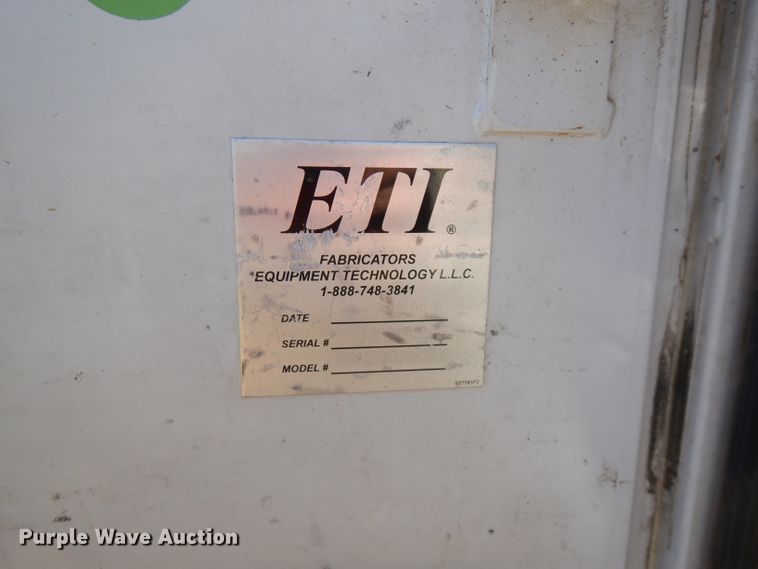 ETI ®
FABRICATORS
EQUIPMENT TECHNOLOGY L.L.C.
1-888-748-3841
DATE
SERIAL #
MODEL #
Purple Wave Auction